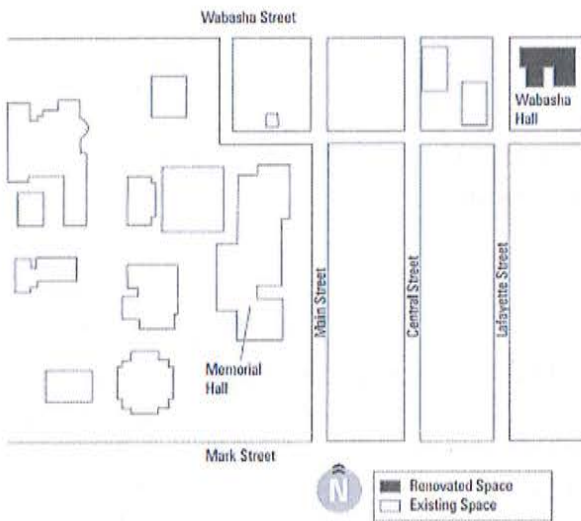 Wabasha Street
Wabasha
Hall
Main Street
Central Street
Lafayette Street
Memorial
Hall
Mark Street
N
Renovated Space
Existing Space